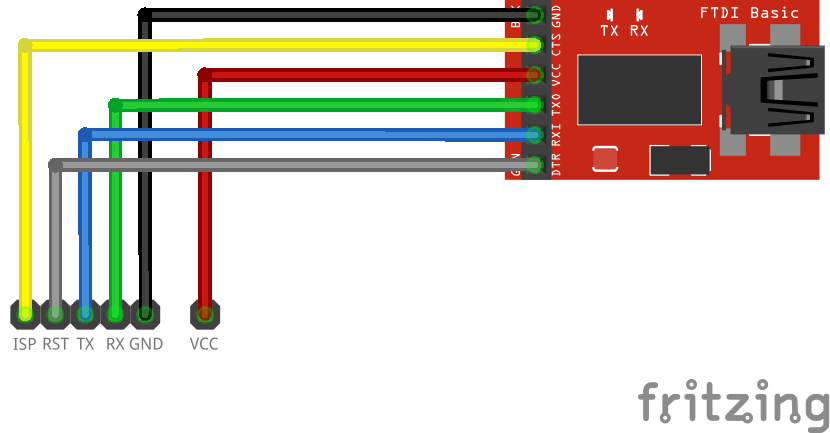 FTDI Basic
TX RX
GND
CTS
VCC
TXO
RXI
DTR
ISP RST TX RX GND VCC
fritzing